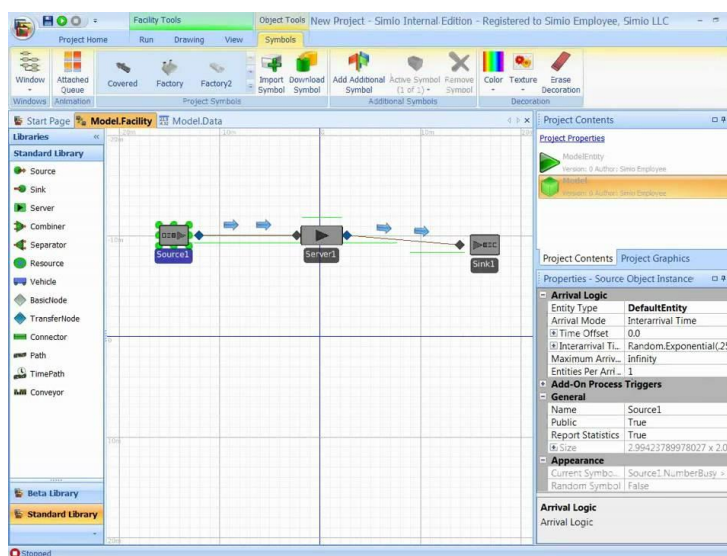 Facility Tools
Object Tools
New Project - Simio Internal Edition - Registered to Simio Employee, Simio LLC
Project Home
Run
Drawing
View
Symbols
Window
Attached Queue
Covered
Factory
Factory2
Import Symbol
Download Symbol
Add Additional Symbol
Active Symbol (1 of 1)
Remove Symbol
Color
Texture
Erase Decoration
Windows
Animation
Project Symbols
Additional Symbols
Decoration
Start Page
Model.Facility
Model.Data
Libraries
Standard Library
Source
Sink
Server
Combiner
Separator
Resource
Vehicle
BasicNode
TransferNode
Connector
Path
TimePath
Conveyor
Beta Library
Standard Library
Source1
Server1
Sink1
Project Contents
Project Properties
ModelEntity
Version: 0 Author: Simio Employee
Model
Version: 0 Author: Simio Employee
Project Contents
Project Graphics
Properties - Source Object Instance
Arrival Logic
Entity Type DefaultEntity
Arrival Mode Interarrival Time
Time Offset 0.0
Interarrival Ti... Random.Exponential(.25
Maximum Arriv... Infinity
Entities Per Arri... 1
Add-On Process Triggers
General
Name Source1
Public True
Report Statistics True
Size 2.99423789978027 x 2.0
Appearance
Current Symbo... Source1.NumberBusy >
Random Symbol False
Arrival Logic
Arrival Logic
Stopped